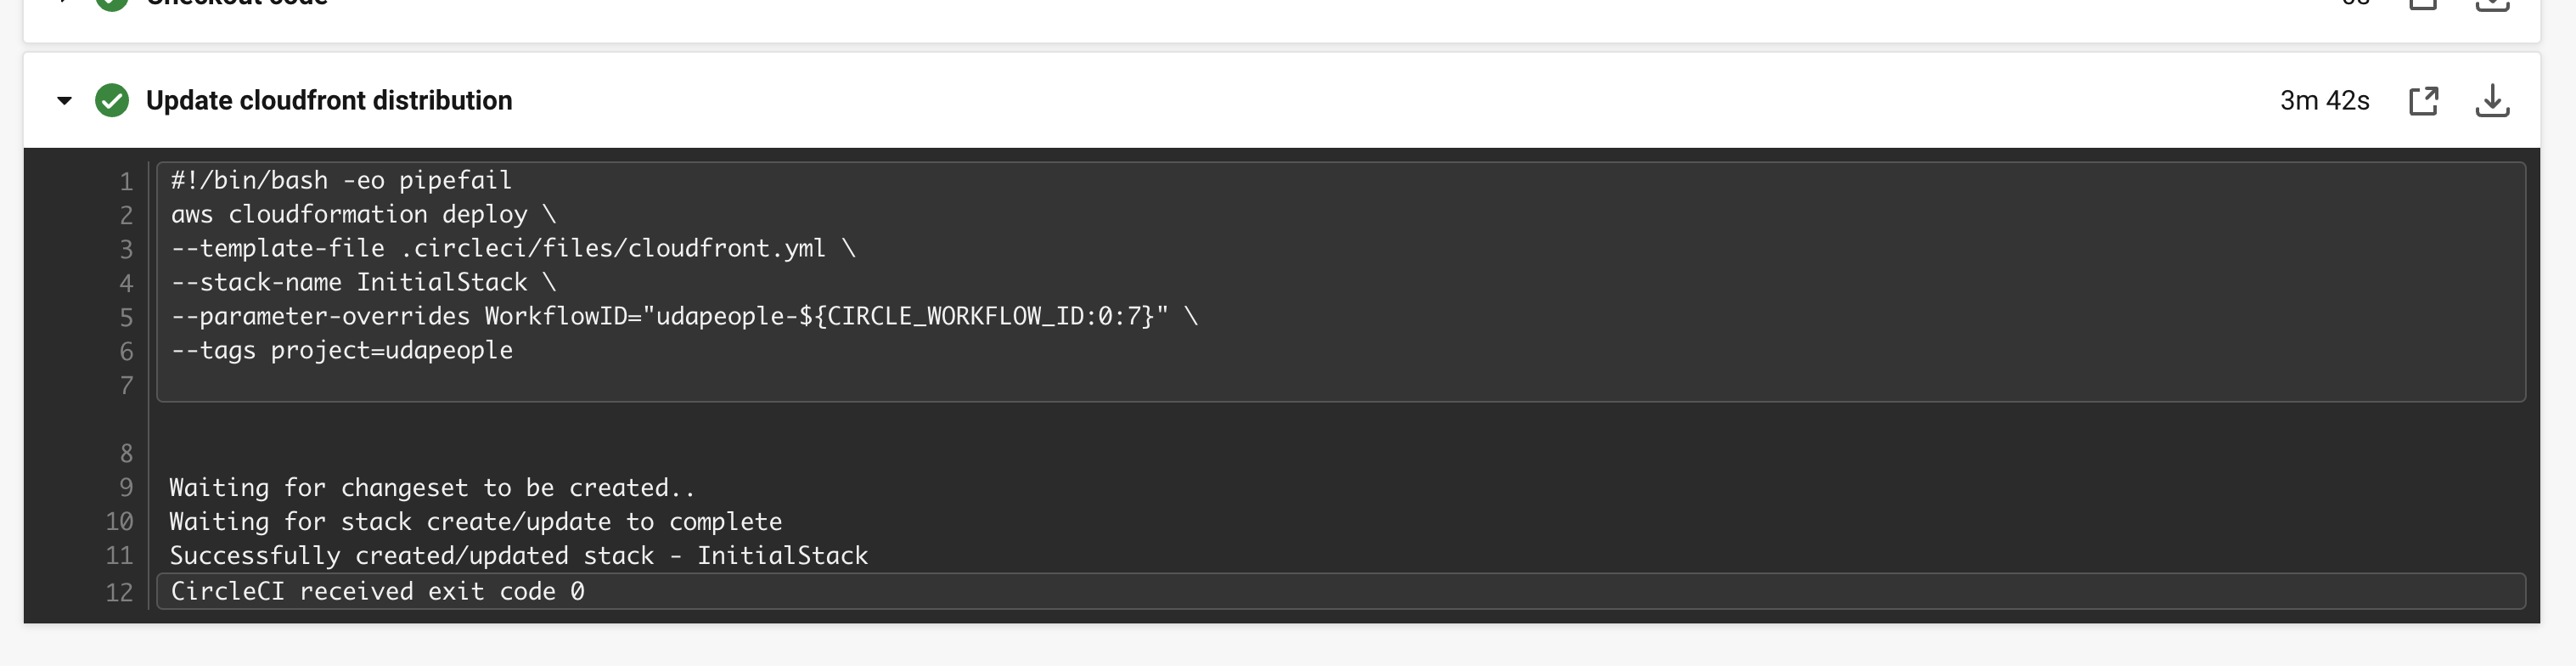 Checkout code
Update cloudfront distribution 3m 42s
1 #!/bin/bash -eo pipefail
2 aws cloudformation deploy \
3 --template-file .circleci/files/cloudfront.yml \
4 --stack-name InitialStack \
5 --parameter-overrides WorkflowID="udapeople-${CIRCLE_WORKFLOW_ID:0:7}" \
6 --tags project=udapeople
7
8
9 Waiting for changeset to be created..
10 Waiting for stack create/update to complete
11 Successfully created/updated stack - InitialStack
12 CircleCI received exit code 0